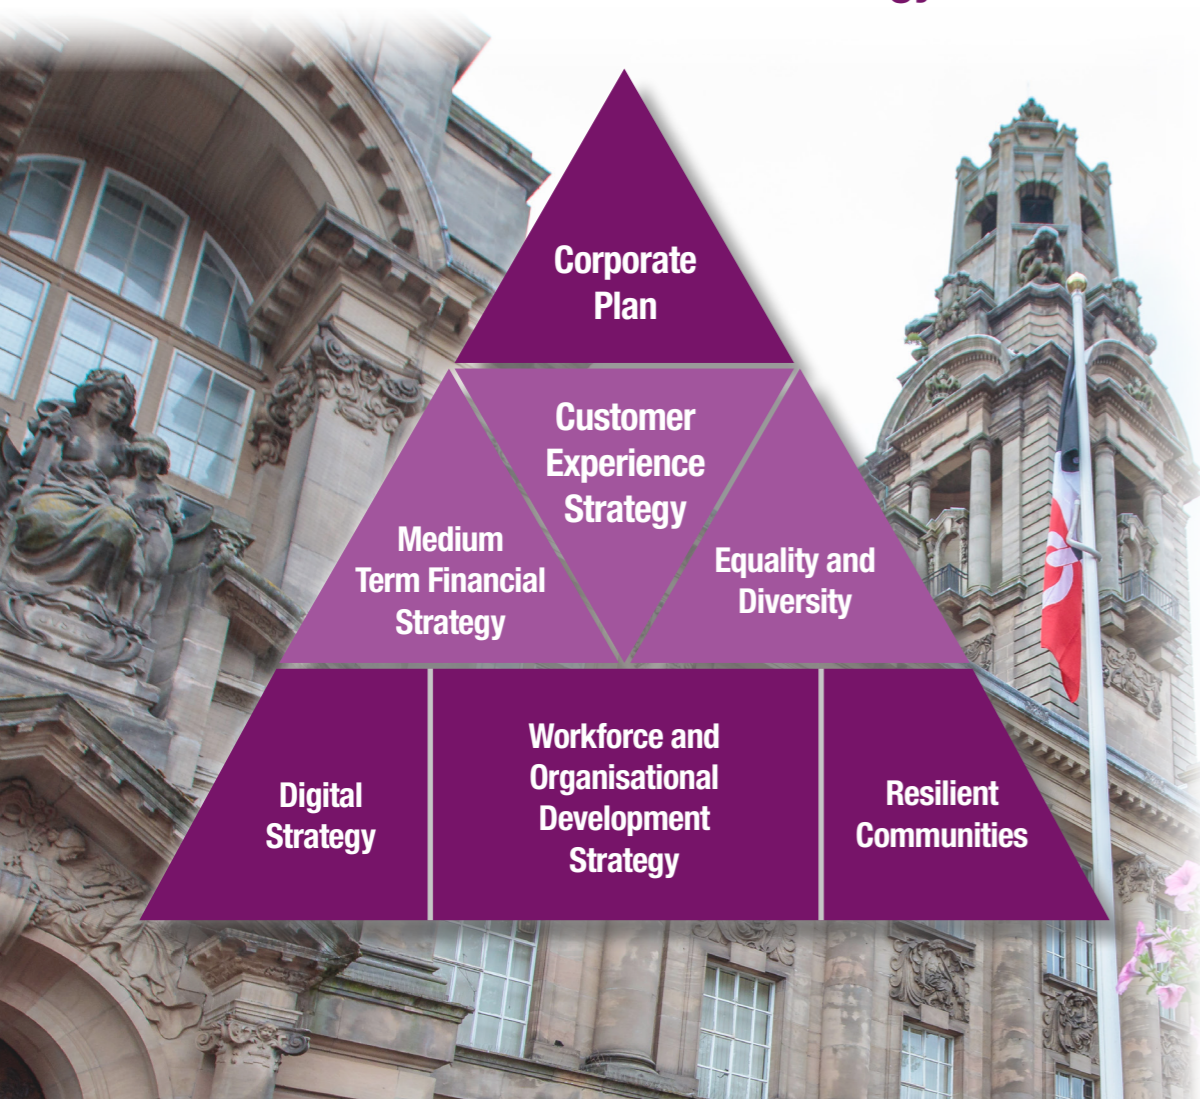 Corporate
Plan
Customer
Experience
Strategy
Medium
Term Financial
Strategy
Equality and
Diversity
Digital
Strategy
Workforce and
Organisational
Development
Strategy
Resilient
Communities